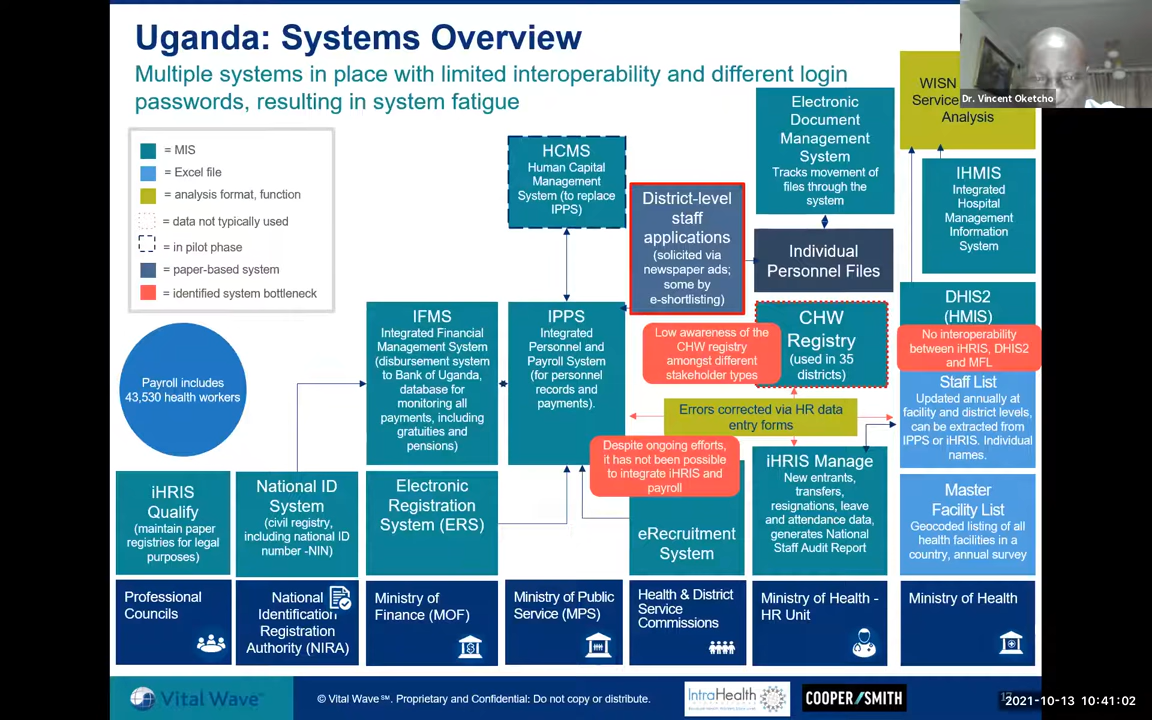 Uganda: Systems Overview
Multiple systems in place with limited interoperability and different login
passwords, resulting in system fatigue
= MIS
= Excel file
= analysis format, function
= data not typically used
= in pilot phase
= paper-based system
= identified system bottleneck
Payroll includes
43,530 health workers
HCMS
Human Capital
Management
System (to replace
IPPS)
District-level
staff
applications
(solicited via
newspaper ads;
some by
e-shortlisting)
Electronic
Document
Management
System
Tracks movement of
files through the
system
Individual
Personnel Files
WISN
Service
Analysis
Dr. Vincent Oketcho
IHMIS
Integrated
Hospital
Management
Information
System
IFMS
Integrated Financial
Management System
(disbursement system
to Bank of Uganda,
database for
monitoring all
payments, including
gratuities and
pensions)
IPPS
Integrated
Personnel and
Payroll System
(for personnel
records and
payments).
Low awareness of the
CHW registry
amongst different
stakeholder types
CHW
Registry
(used in 35
districts)
DHIS2
(HMIS)
No interoperability
between iHRIS, DHIS2
and MFL
Staff List
Updated annually at
facility and district levels,
can be extracted from
IPPS or iHRIS. Individual
names.
Errors corrected via HR data
entry forms
Despite ongoing efforts,
it has not been possible
to integrate iHRIS and
payroll
iHRIS Qualify
(maintain paper
registries for legal
purposes)
National ID
System
(civil registry,
including national ID
number -NIN)
Electronic
Registration
System (ERS)
eRecruitment
System
iHRIS Manage
New entrants,
transfers,
resignations, leave
and attendance data,
generates National
Staff Audit Report
Master
Facility List
Geocoded listing of all
health facilities in a
country, annual survey
Professional
Councils
National
Identification
Registration
Authority (NIRA)
Ministry of
Finance (MOF)
Ministry of Public
Service (MPS)
Health & District
Service
Commissions
Ministry of Health -
HR Unit
Ministry of Health
Vital Wave™
© Vital Wave℠. Proprietary and Confidential: Do not copy or distribute.
IntraHealth
COOPER/SMITH
2021-10-13 10:41:02